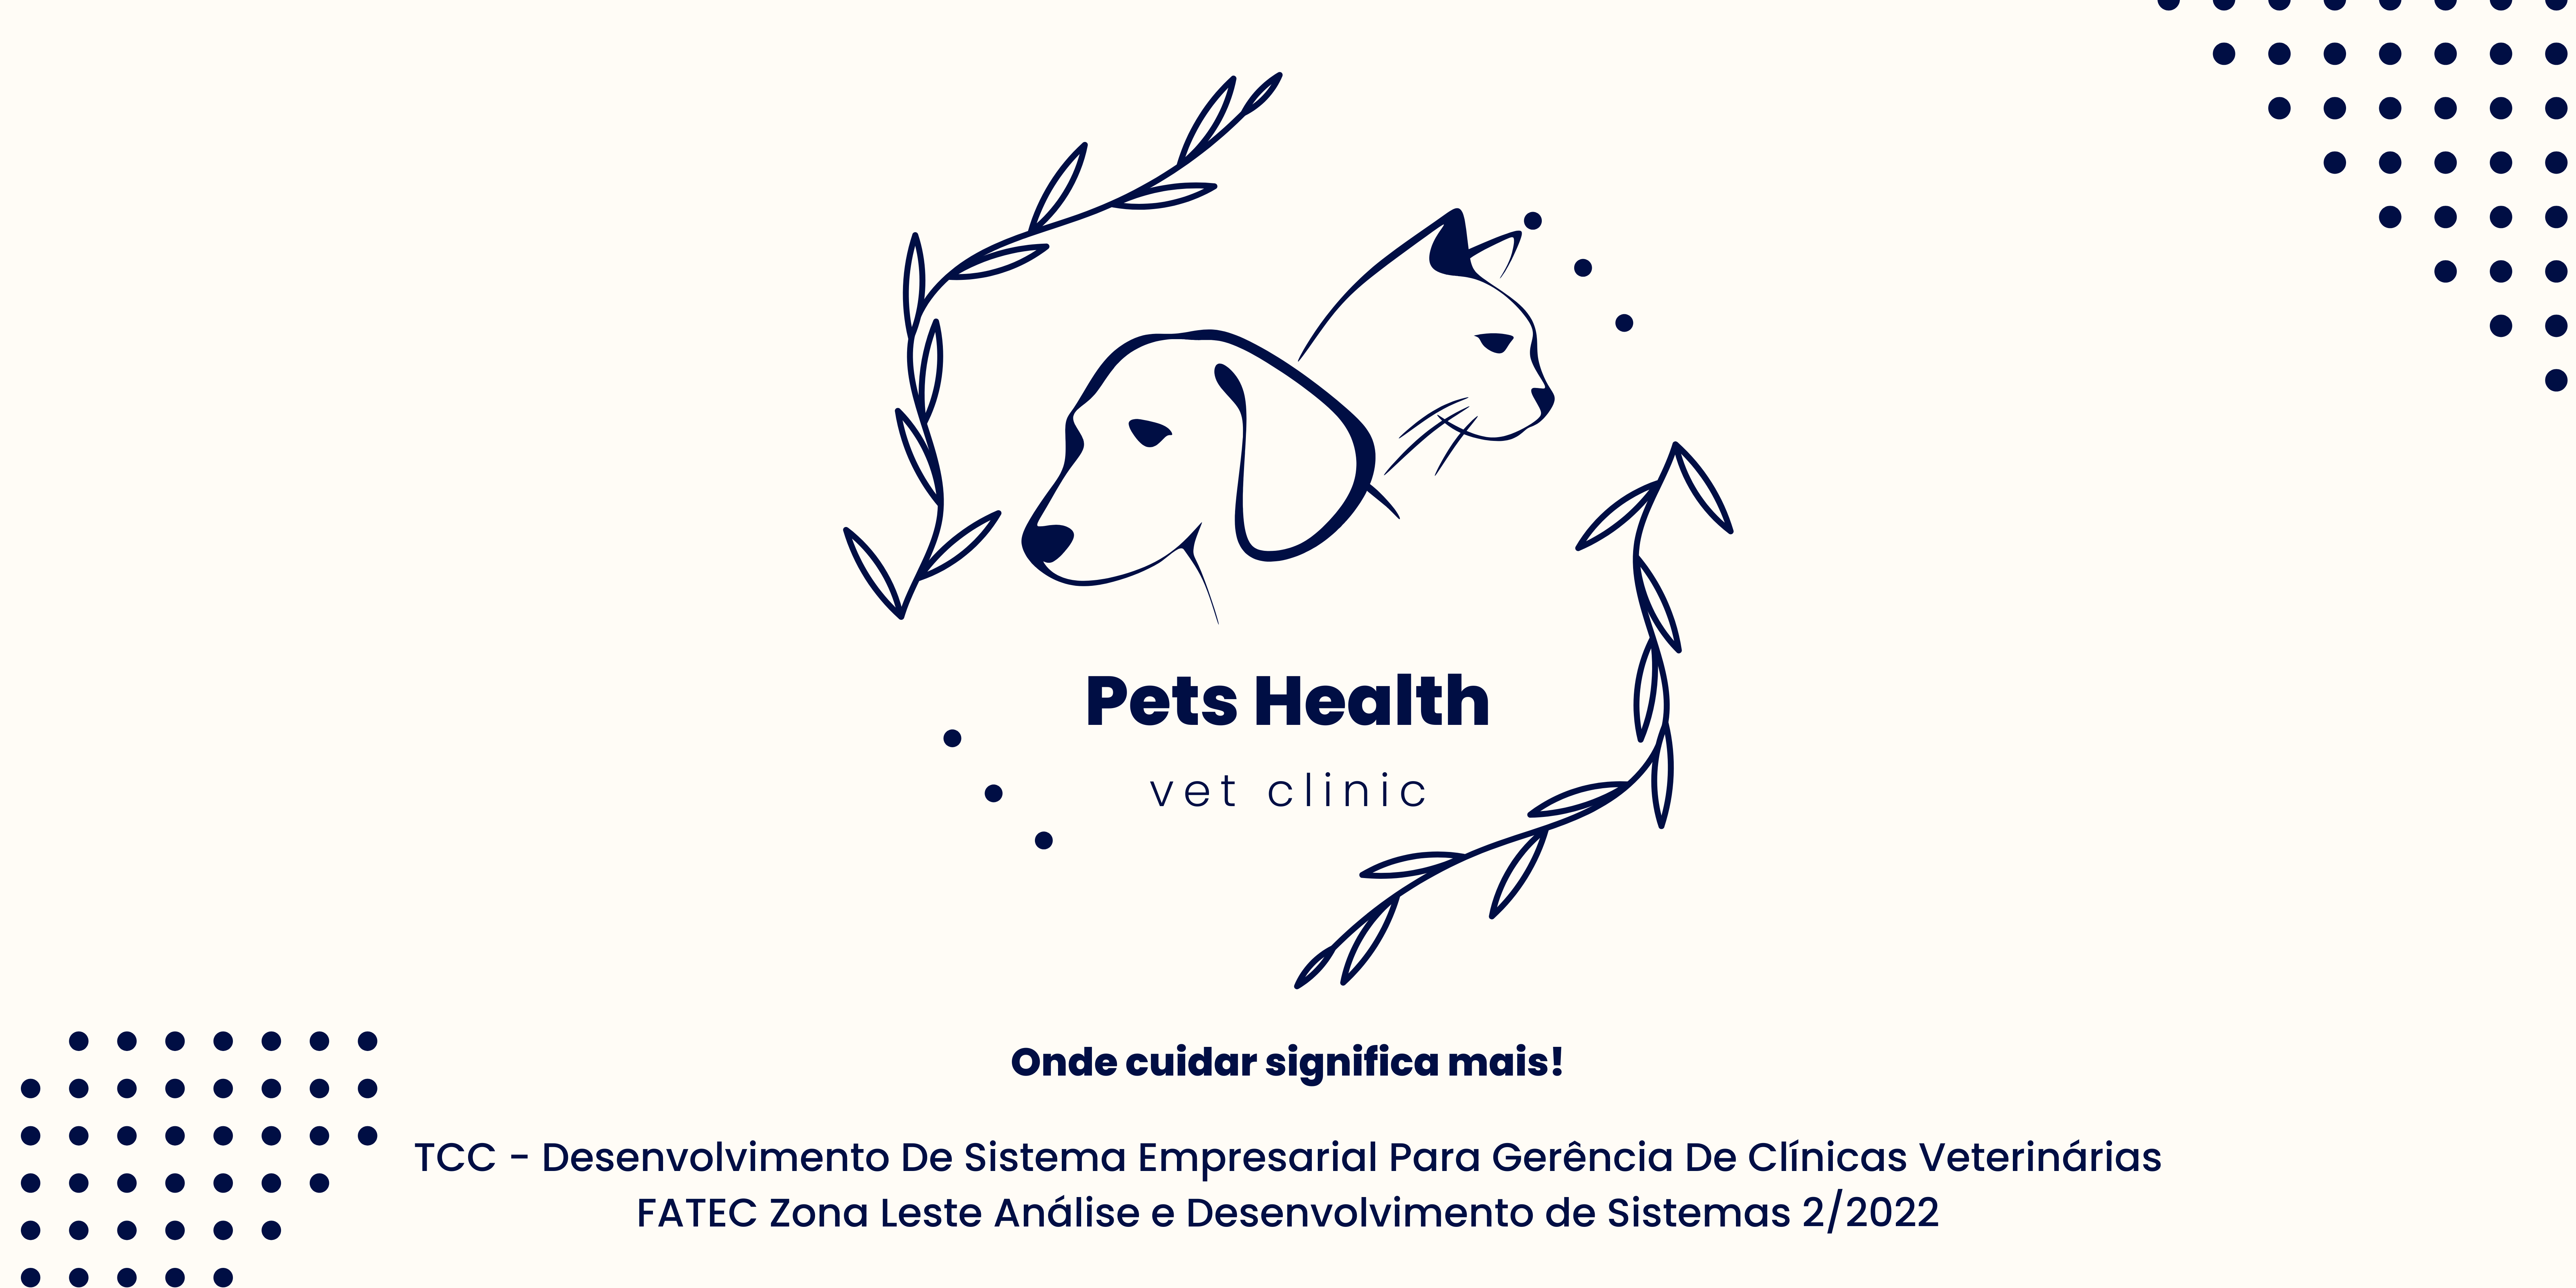 Pets Health
vet clinic
Onde cuidar significa mais!
TCC - Desenvolvimento De Sistema Empresarial Para Gerência De Clínicas Veterinárias
FATEC Zona Leste Análise e Desenvolvimento de Sistemas 2/2022